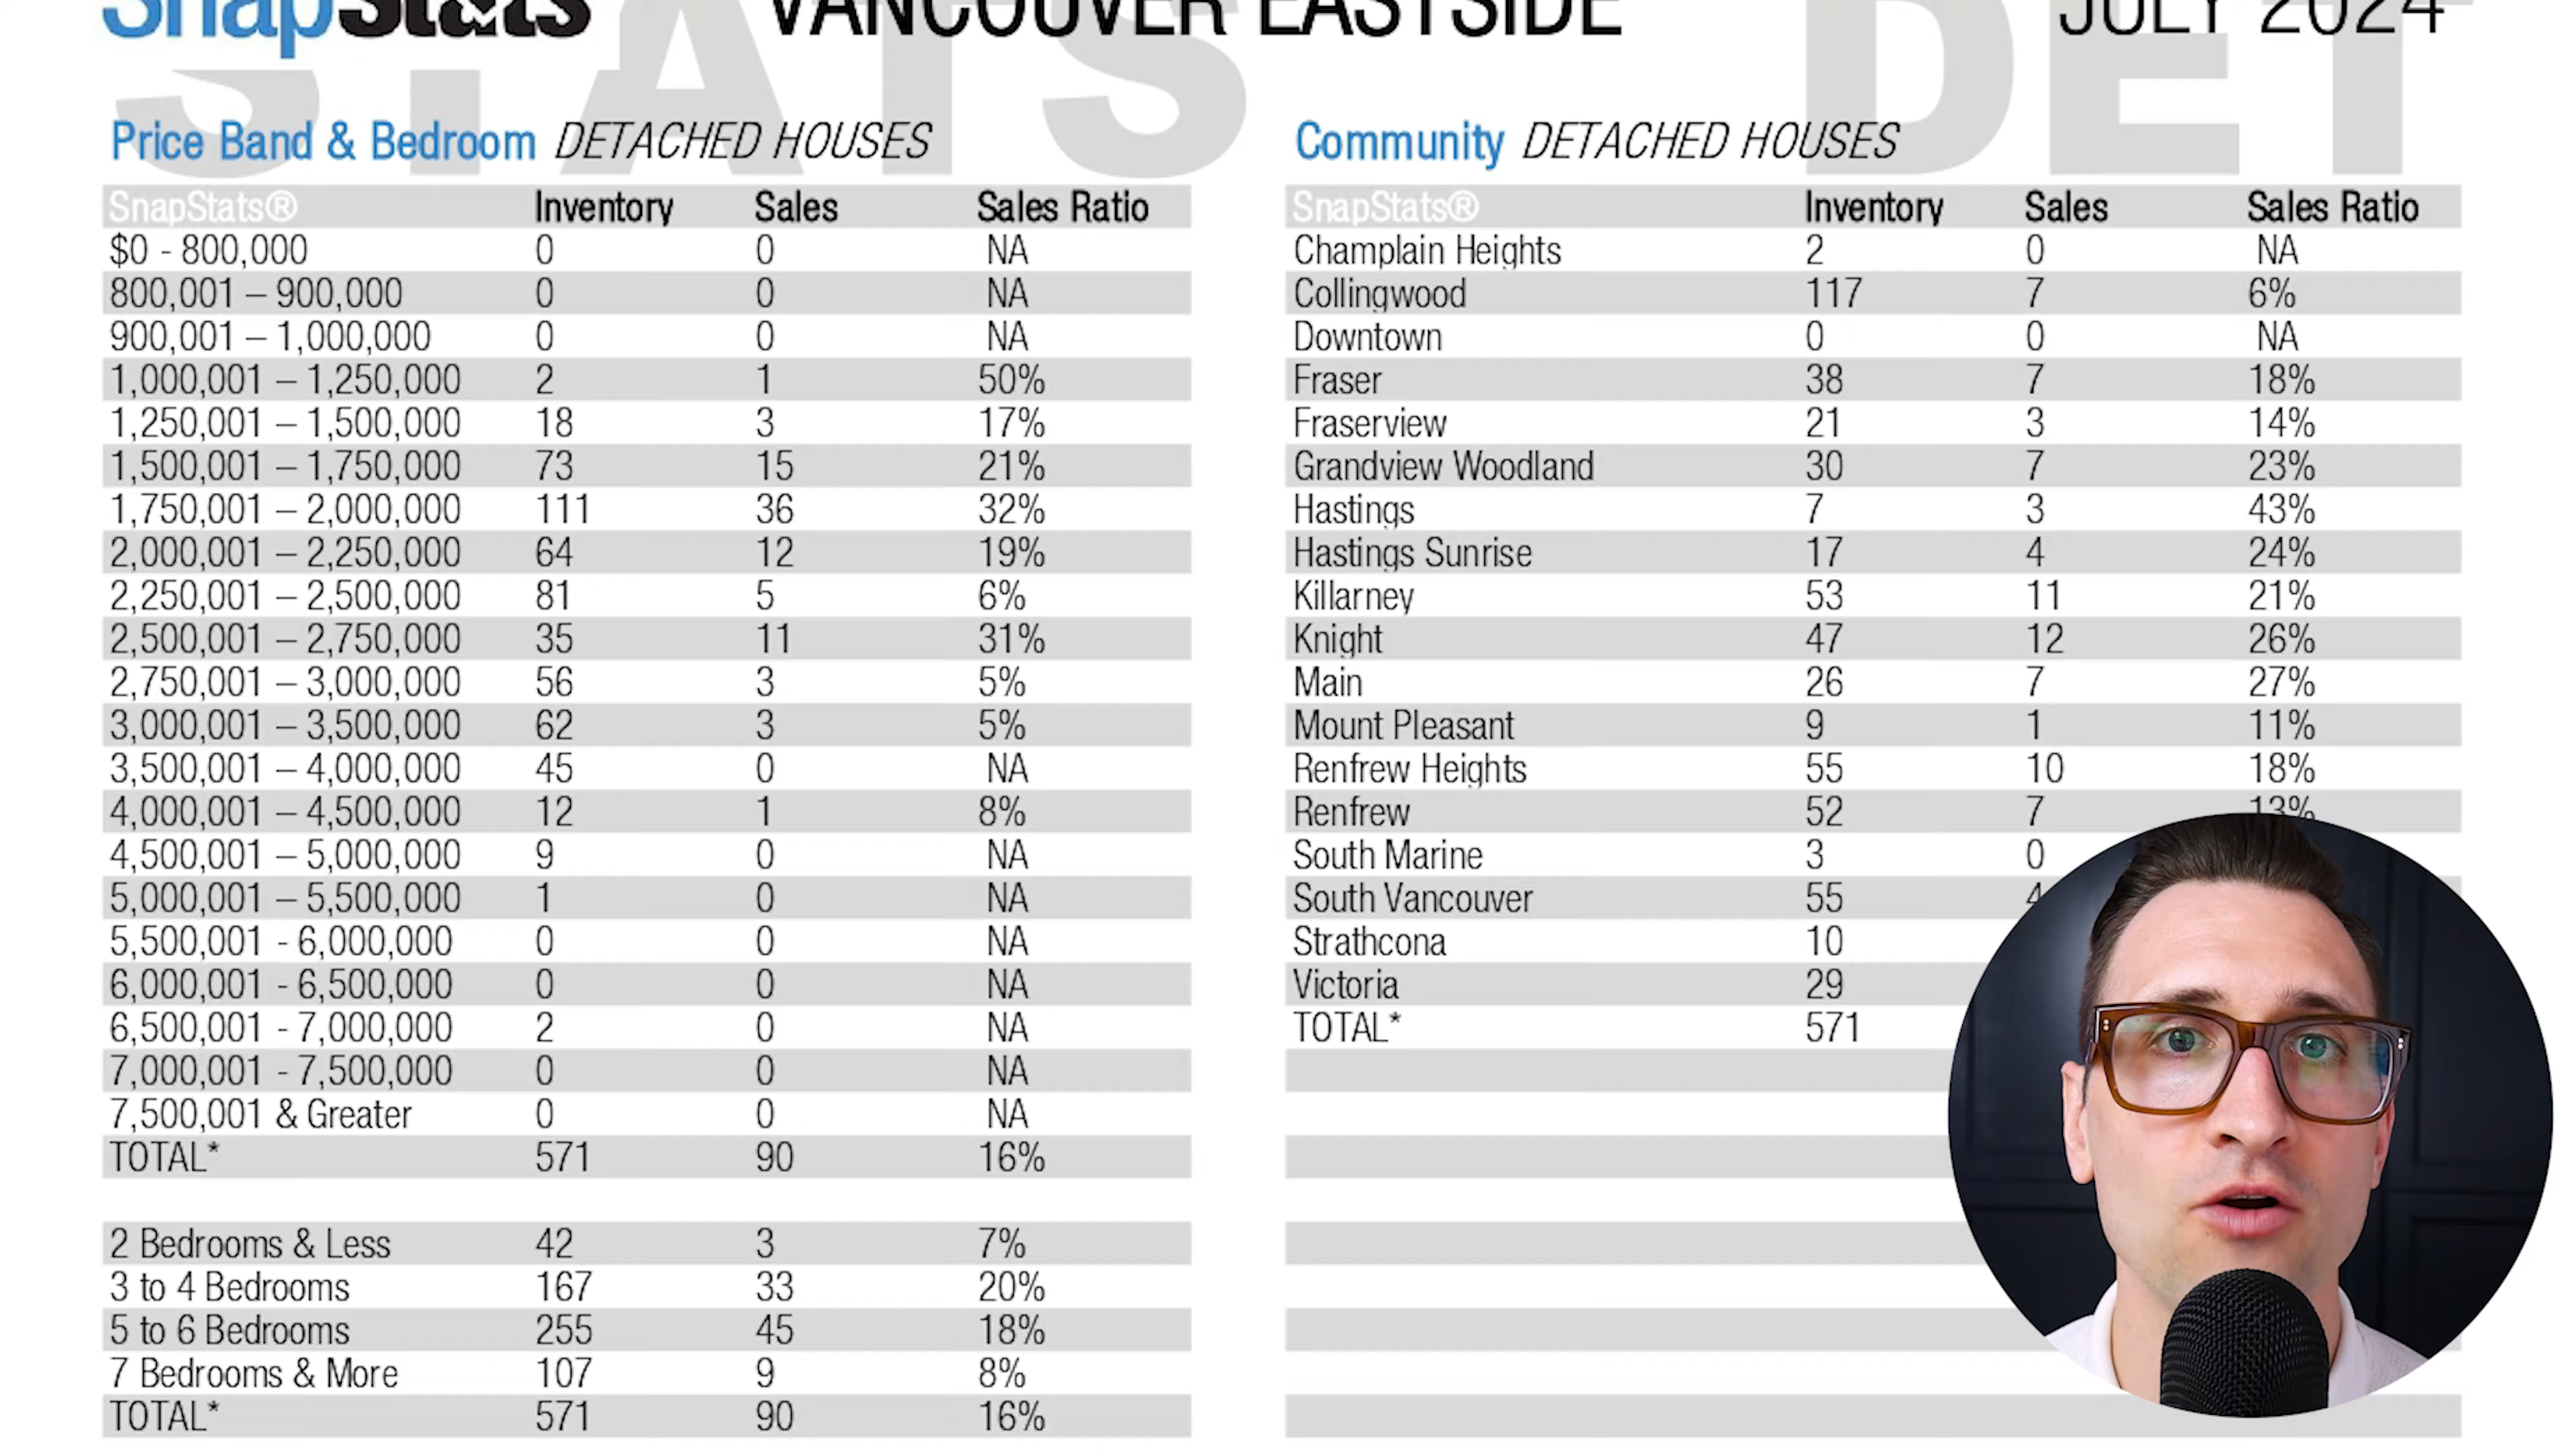 SnapStats VANCOUVER EASTSIDE JULY 2024
STATS DET
Price Band & Bedroom DETACHED HOUSES
SnapStats® Inventory Sales Sales Ratio
$0 - 800,000 0 0 NA
800,001 – 900,000 0 0 NA
900,001 – 1,000,000 0 0 NA
1,000,001 – 1,250,000 2 1 50%
1,250,001 – 1,500,000 18 3 17%
1,500,001 – 1,750,000 73 15 21%
1,750,001 – 2,000,000 111 36 32%
2,000,001 – 2,250,000 64 12 19%
2,250,001 – 2,500,000 81 5 6%
2,500,001 – 2,750,000 35 11 31%
2,750,001 – 3,000,000 56 3 5%
3,000,001 – 3,500,000 62 3 5%
3,500,001 – 4,000,000 45 0 NA
4,000,001 – 4,500,000 12 1 8%
4,500,001 – 5,000,000 9 0 NA
5,000,001 – 5,500,000 1 0 NA
5,500,001 - 6,000,000 0 0 NA
6,000,001 - 6,500,000 0 0 NA
6,500,001 - 7,000,000 2 0 NA
7,000,001 - 7,500,000 0 0 NA
7,500,001 & Greater 0 0 NA
TOTAL* 571 90 16%
2 Bedrooms & Less 42 3 7%
3 to 4 Bedrooms 167 33 20%
5 to 6 Bedrooms 255 45 18%
7 Bedrooms & More 107 9 8%
TOTAL* 571 90 16%
Community DETACHED HOUSES
SnapStats® Inventory Sales Sales Ratio
Champlain Heights 2 0 NA
Collingwood 117 7 6%
Downtown 0 0 NA
Fraser 38 7 18%
Fraserview 21 3 14%
Grandview Woodland 30 7 23%
Hastings 7 3 43%
Hastings Sunrise 17 4 24%
Killarney 53 11 21%
Knight 47 12 26%
Main 26 7 27%
Mount Pleasant 9 1 11%
Renfrew Heights 55 10 18%
Renfrew 52 7 13%
South Marine 3 0
South Vancouver 55 4
Strathcona 10
Victoria 29
TOTAL* 571